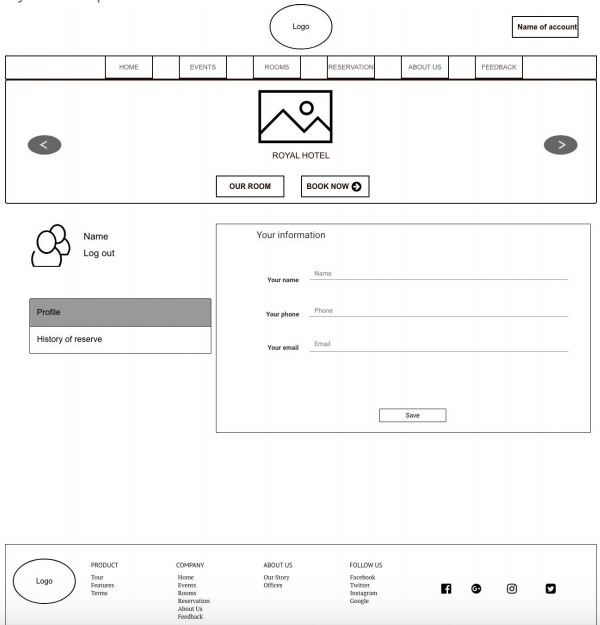 Logo
Name of account
HOME EVENTS ROOMS RESERVATION ABOUT US FEEDBACK
< >
ROYAL HOTEL
OUR ROOM BOOK NOW
Name
Log out
Profile
History of reserve
Your information
Your name Name
Your phone Phone
Your email Email
Save
Logo
PRODUCT
Tour
Features
Terms
COMPANY
Home
Events
Rooms
Reservation
About Us
Feedback
ABOUT US
Our Story
Offices
FOLLOW US
Facebook
Twitter
Instagram
Google